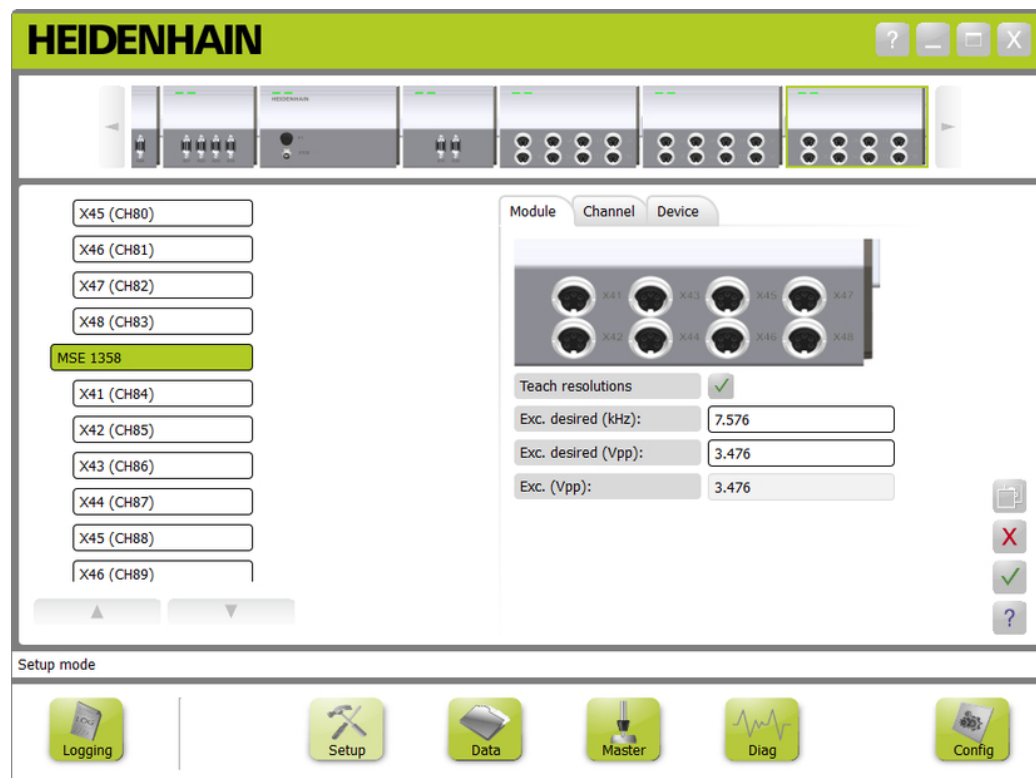 HEIDENHAIN
?
X
HEIDENHAIN
X45 (CH80)
X46 (CH81)
X47 (CH82)
X48 (CH83)
MSE 1358
X41 (CH84)
X42 (CH85)
X43 (CH86)
X44 (CH87)
X45 (CH88)
X46 (CH89)
Module Channel Device
X41 X43 X45 X47
X42 X44 X46 X48
Teach resolutions
Exc. desired (kHz): 7.576
Exc. desired (Vpp): 3.476
Exc. (Vpp): 3.476
X
?
Setup mode
LOG
Logging Setup Data Master Diag Config